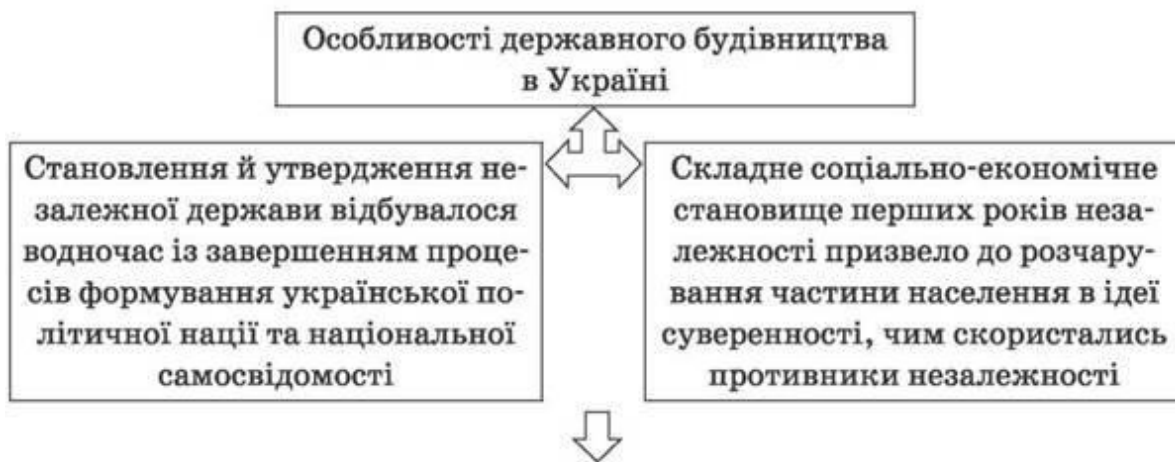 Особливості державного будівництва
в Україні
Становлення й утвердження не-
залежної держави відбувалося
водночас із завершенням проце-
сів формування української по-
літичної нації та національної
самосвідомості
Складне соціально-економічне
становище перших років неза-
лежності призвело до розчару-
вання частини населення в ідеї
суверенності, чим скористались
противники незалежності